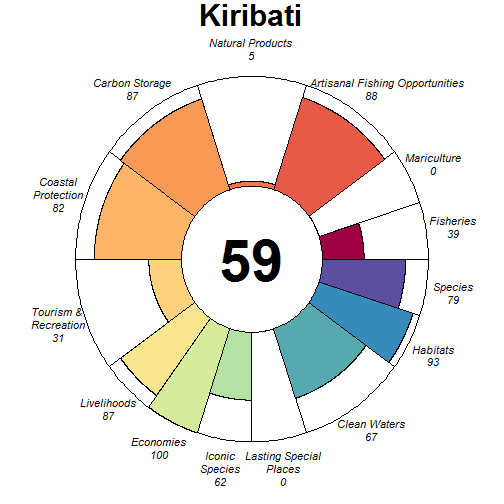 Kiribati
Natural Products
5
Carbon Storage
87
Artisanal Fishing Opportunities
88
Mariculture
0
Coastal
Protection
82
Fisheries
39
59
Species
79
Tourism &
Recreation
31
Habitats
93
Livelihoods
87
Clean Waters
67
Economies
100
Iconic
Species
62
Lasting Special
Places
0